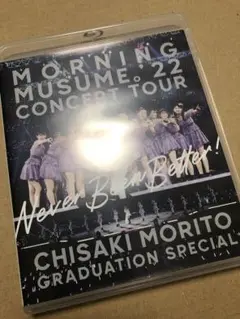 MORNING
MUSUME。'22
CONCERT TOUR
Never Been Better!
CHISAKI MORITO
GRADUATION SPECIAL